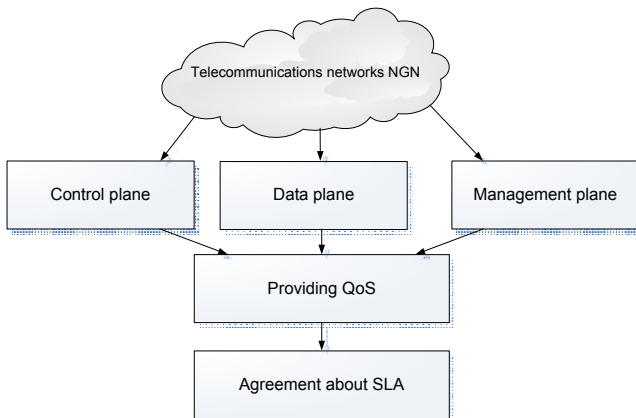 Telecommunications networks NGN
Control plane
Data plane
Management plane
Providing QoS
Agreement about SLA